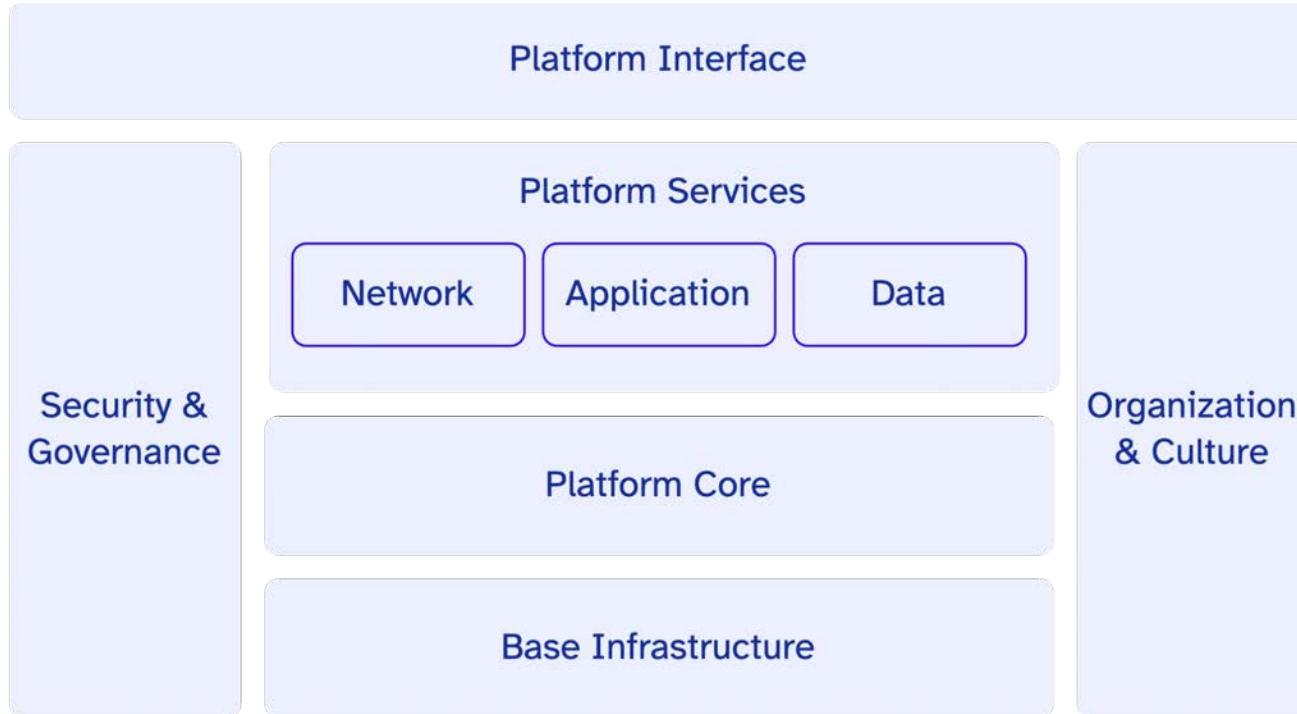 Platform Interface
Platform Services
Network
Application
Data
Security &
Governance
Organization
& Culture
Platform Core
Base Infrastructure